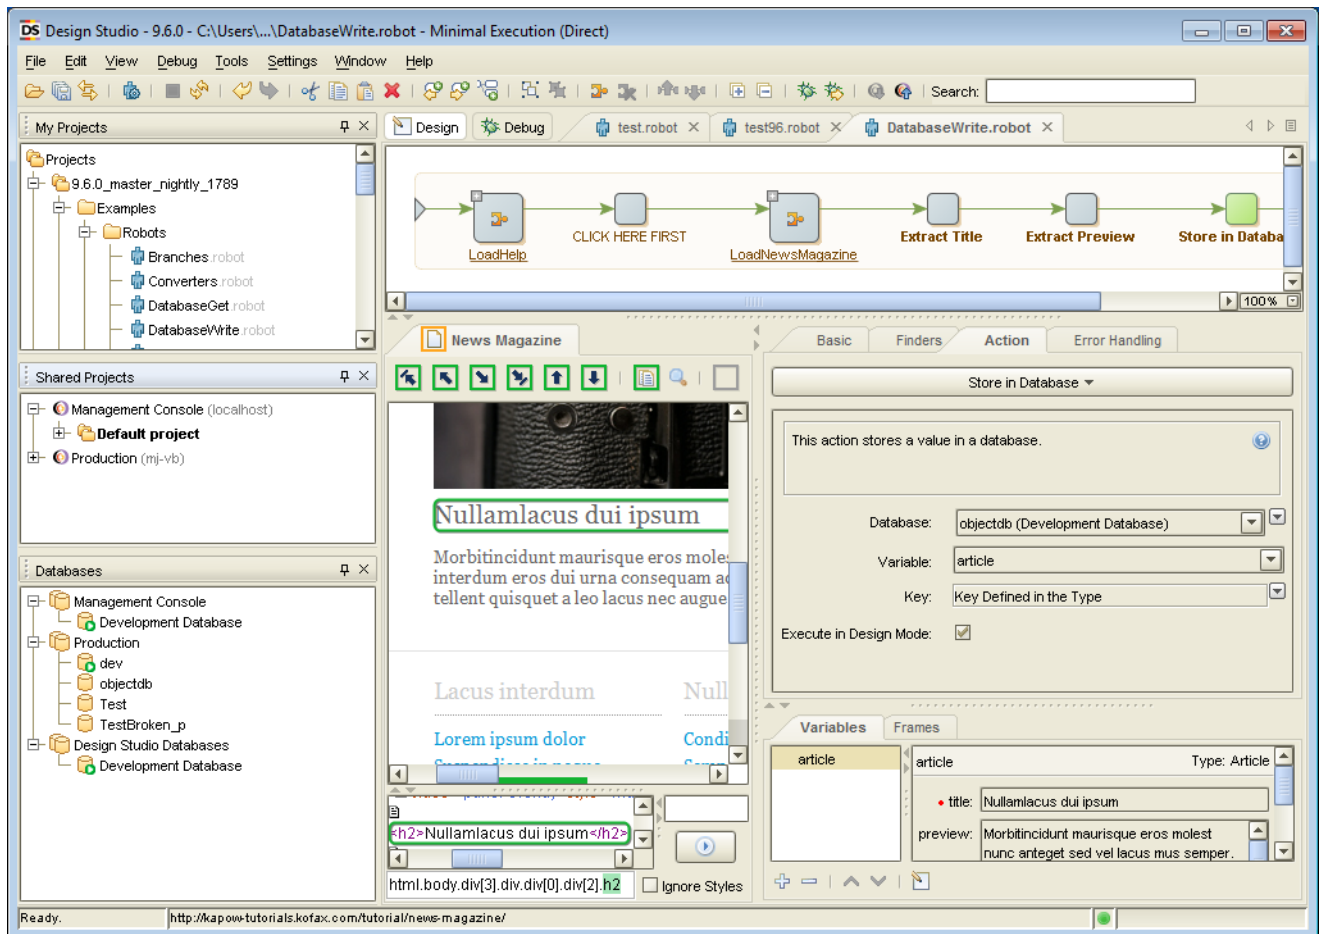 DS Design Studio - 9.6.0 - C:\Users\...\DatabaseWrite.robot - Minimal Execution (Direct)
File Edit View Debug Tools Settings Window Help
Search:
My Projects
Projects
9.6.0_master_nightly_1789
Examples
Robots
Branches.robot
Converters.robot
DatabaseGet.robot
DatabaseWrite.robot
Shared Projects
Management Console (localhost)
Default project
Production (mj-vb)
Databases
Management Console
Development Database
Production
dev
objectdb
Test
TestBroken_p
Design Studio Databases
Development Database
Design Debug test.robot test96.robot DatabaseWrite.robot
LoadHelp
CLICK HERE FIRST
LoadNewsMagazine
Extract Title
Extract Preview
Store in Databa
100%
News Magazine
Nullamlacus dui ipsum
Morbitincidunt maurisque eros moles
interdum eros dui urna consequam ad
tellent quisquet a leo lacus nec augue
Lacus interdum Null
Lorem ipsum dolor Condi
<h2>Nullamlacus dui ipsum</h2>
html.body.div[3].div.div[0].div[2].h2
Ignore Styles
Basic Finders Action Error Handling
Store in Database
This action stores a value in a database.
Database: objectdb (Development Database)
Variable: article
Key: Key Defined in the Type
Execute in Design Mode:
Variables Frames
article
article Type: Article
title: Nullamlacus dui ipsum
preview: Morbitincidunt maurisque eros molest
nunc anteget sed vel lacus mus semper.
Ready. http://kapow-tutorials.kofax.com/tutorial/news-magazine/